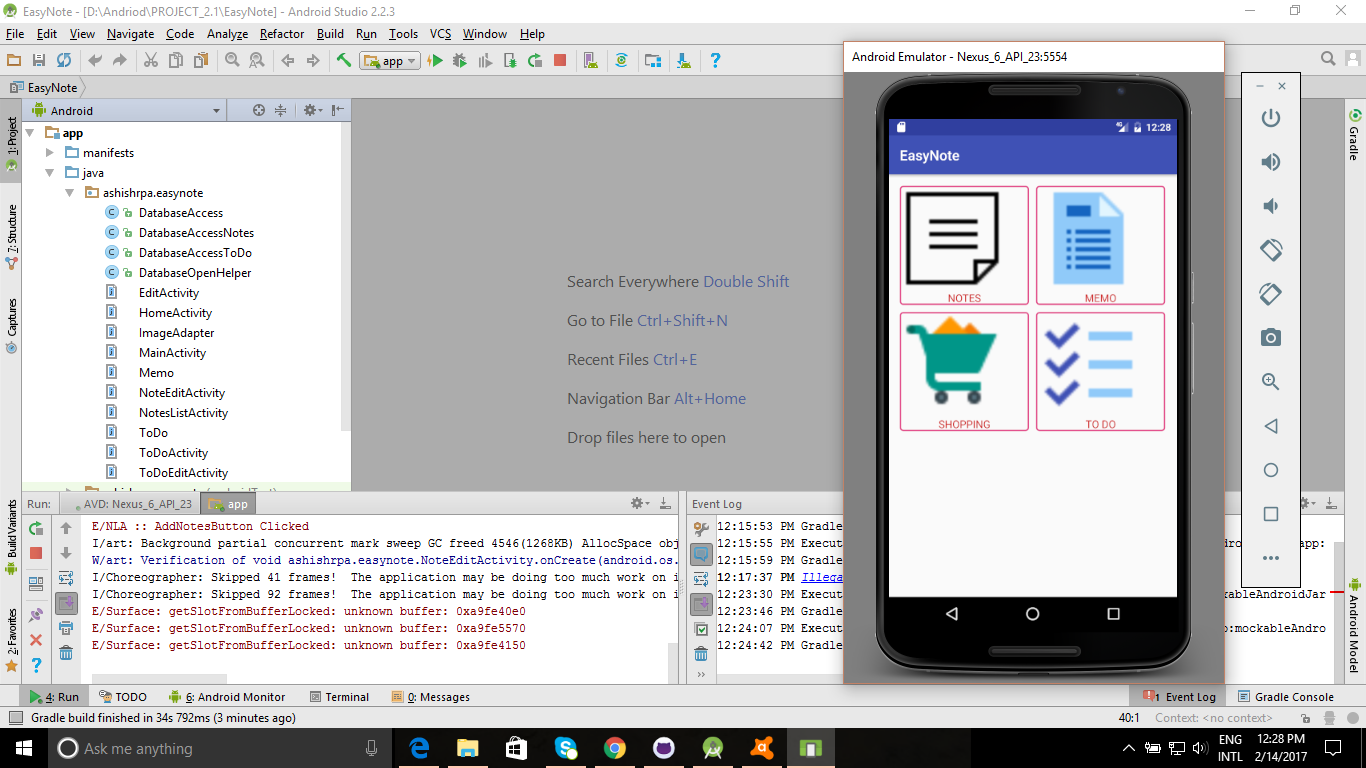 EasyNote - [D:\Andriod\PROJECT_2.1\EasyNote] - Android Studio 2.2.3
File Edit View Navigate Code Analyze Refactor Build Run Tools VCS Window Help
app
EasyNote
Android
1: Project
7: Structure
Captures
Build Variants
2: Favorites
app
manifests
java
ashishrpa.easynote
DatabaseAccess
DatabaseAccessNotes
DatabaseAccessToDo
DatabaseOpenHelper
EditActivity
HomeActivity
ImageAdapter
MainActivity
Memo
NoteEditActivity
NotesListActivity
ToDo
ToDoActivity
ToDoEditActivity
Search Everywhere Double Shift
Go to File Ctrl+Shift+N
Recent Files Ctrl+E
Navigation Bar Alt+Home
Drop files here to open
Android Emulator - Nexus_6_API_23:5554
12:28
EasyNote
NOTES MEMO
SHOPPING TO DO
Gradle
Android Model
Run: AVD: Nexus_6_API_23 app
E/NLA :: AddNotesButton Clicked
I/art: Background partial concurrent mark sweep GC freed 4546(1268KB) AllocSpace obj
W/art: Verification of void ashishrpa.easynote.NoteEditActivity.onCreate(android.os.
I/Choreographer: Skipped 41 frames!  The application may be doing too much work on i
I/Choreographer: Skipped 92 frames!  The application may be doing too much work on i
E/Surface: getSlotFromBufferLocked: unknown buffer: 0xa9fe40e0
E/Surface: getSlotFromBufferLocked: unknown buffer: 0xa9fe5570
E/Surface: getSlotFromBufferLocked: unknown buffer: 0xa9fe4150
Event Log
12:15:53 PM Gradle
12:15:55 PM Execut app:
12:15:59 PM Gradle
12:17:37 PM Illega
12:23:30 PM Execut kableAndroidJar
12:23:46 PM Gradle
12:24:07 PM Execut :mockableAndro
12:24:42 PM Gradle
4: Run TODO 6: Android Monitor Terminal 0: Messages 1 Event Log Gradle Console
Gradle build finished in 34s 792ms (3 minutes ago) 40:1 Context: <no context>
Ask me anything
ENG 12:28 PM
INTL 2/14/2017